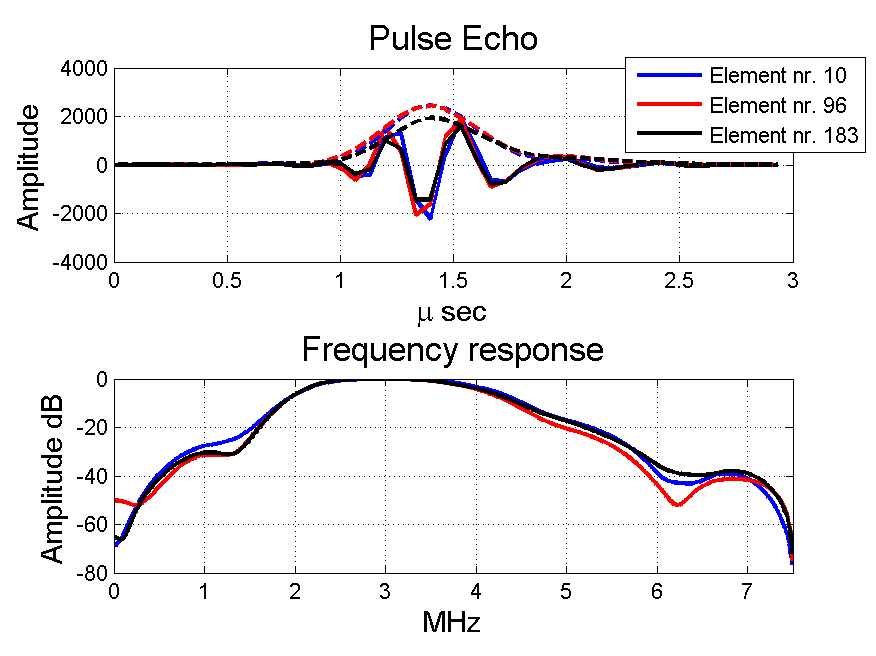 Pulse Echo
Element nr. 10
Element nr. 96
Element nr. 183
Amplitude
4000
2000
0
-2000
-4000
0 0.5 1 1.5 2 2.5 3
μ sec
Frequency response
Amplitude dB
0
-20
-40
-60
-80
0 1 2 3 4 5 6 7
MHz